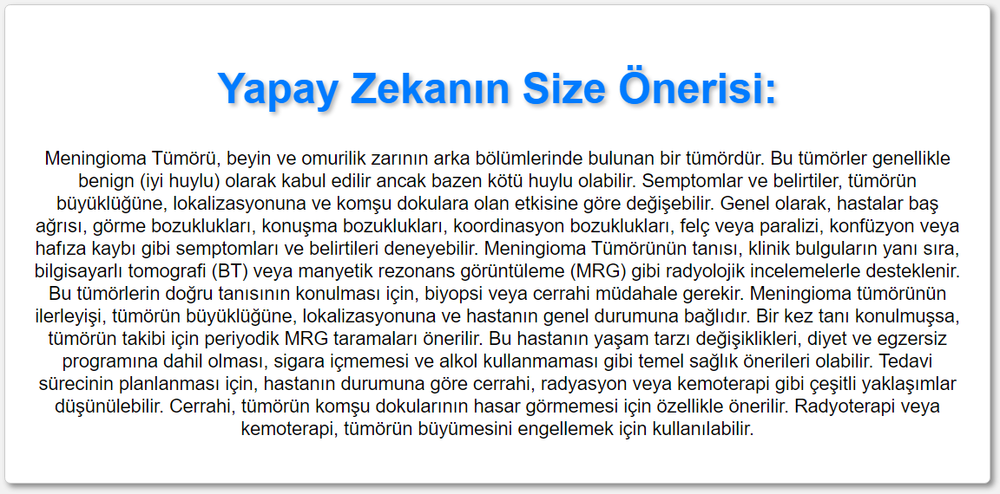 Yapay Zekanın Size Önerisi:
Meningioma Tümörü, beyin ve omurilik zarının arka bölümlerinde bulunan bir tümördür. Bu tümörler genellikle
benign (iyi huylu) olarak kabul edilir ancak bazen kötü huylu olabilir. Semptomlar ve belirtiler, tümörün
büyüklüğüne, lokalizasyonuna ve komşu dokulara olan etkisine göre değişebilir. Genel olarak, hastalar baş
ağrısı, görme bozuklukları, konuşma bozuklukları, koordinasyon bozuklukları, felç veya paralizi, konfüzyon veya
hafıza kaybı gibi semptomları ve belirtileri deneyebilir. Meningioma Tümörünün tanısı, klinik bulguların yanı sıra,
bilgisayarlı tomografi (BT) veya manyetik rezonans görüntüleme (MRG) gibi radyolojik incelemelerle desteklenir.
Bu tümörlerin doğru tanısının konulması için, biyopsi veya cerrahi müdahale gerekir. Meningioma tümörünün
ilerleyişi, tümörün büyüklüğüne, lokalizasyonuna ve hastanın genel durumuna bağlıdır. Bir kez tanı konulmuşsa,
tümörün takibi için periyodik MRG taramaları önerilir. Bu hastanın yaşam tarzı değişiklikleri, diyet ve egzersiz
programına dahil olması, sigara içmemesi ve alkol kullanmaması gibi temel sağlık önerileri olabilir. Tedavi
sürecinin planlanması için, hastanın durumuna göre cerrahi, radyasyon veya kemoterapi gibi çeşitli yaklaşımlar
düşünülebilir. Cerrahi, tümörün komşu dokularının hasar görmemesi için özellikle önerilir. Radyoterapi veya
kemoterapi, tümörün büyümesini engellemek için kullanılabilir.